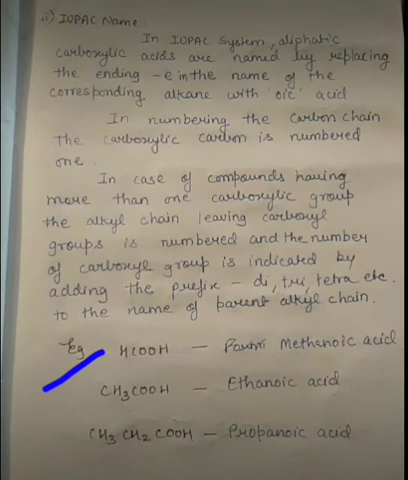 ii) IUPAC Name:
In IUPAC system, aliphatic
carboxylic acids are named by replacing
the ending -e in the name of the
corresponding alkane with 'oic' acid
In numbering the carbon chain
the carboxylic carbon is numbered
one.
In case of compounds having
more than one carboxylic group
the alkyl chain leaving carboxyl
groups is numbered and the number
of carboxyl group is indicated by
adding the prefix - di, tri, tetra etc.
to the name of parent alkyl chain.
Eg HCOOH — Methanoic acid
CH3COOH — Ethanoic acid
CH3CH2COOH — Propanoic acid